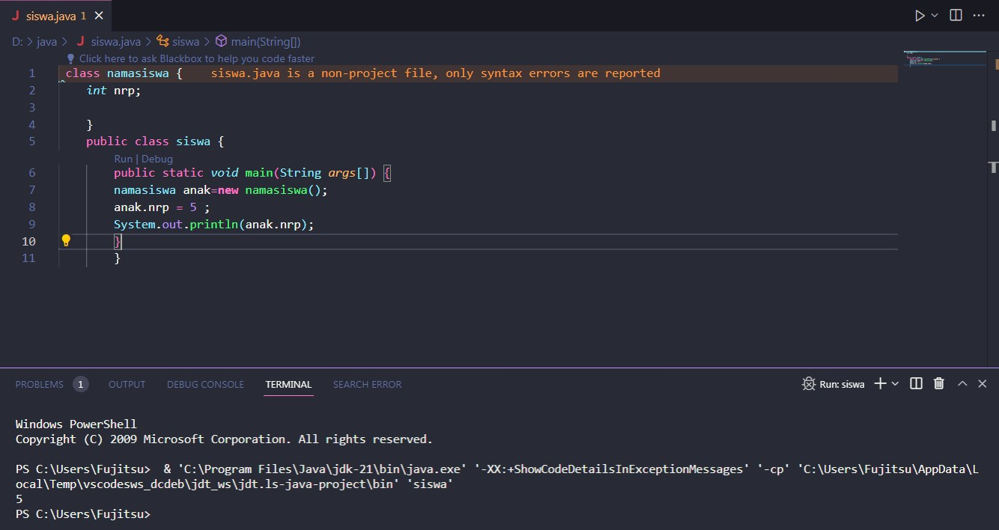 siswa.java 1
D: > java > siswa.java > siswa > main(String[])
Click here to ask Blackbox to help you code faster
1 class namasiswa { siswa.java is a non-project file, only syntax errors are reported
2 int nrp;
3
4 }
5 public class siswa {
Run | Debug
6 public static void main(String args[]) {
7 namasiswa anak=new namasiswa();
8 anak.nrp = 5 ;
9 System.out.println(anak.nrp);
10 }
11 }
PROBLEMS 1 OUTPUT DEBUG CONSOLE TERMINAL SEARCH ERROR Run: siswa
Windows PowerShell
Copyright (C) 2009 Microsoft Corporation. All rights reserved.
PS C:\Users\Fujitsu>  & 'C:\Program Files\Java\jdk-21\bin\java.exe' '-XX:+ShowCodeDetailsInExceptionMessages' '-cp' 'C:\Users\Fujitsu\AppData\L
ocal\Temp\vscodesws_dcdeb\jdt_ws\jdt.ls-java-project\bin' 'siswa'
5
PS C:\Users\Fujitsu>